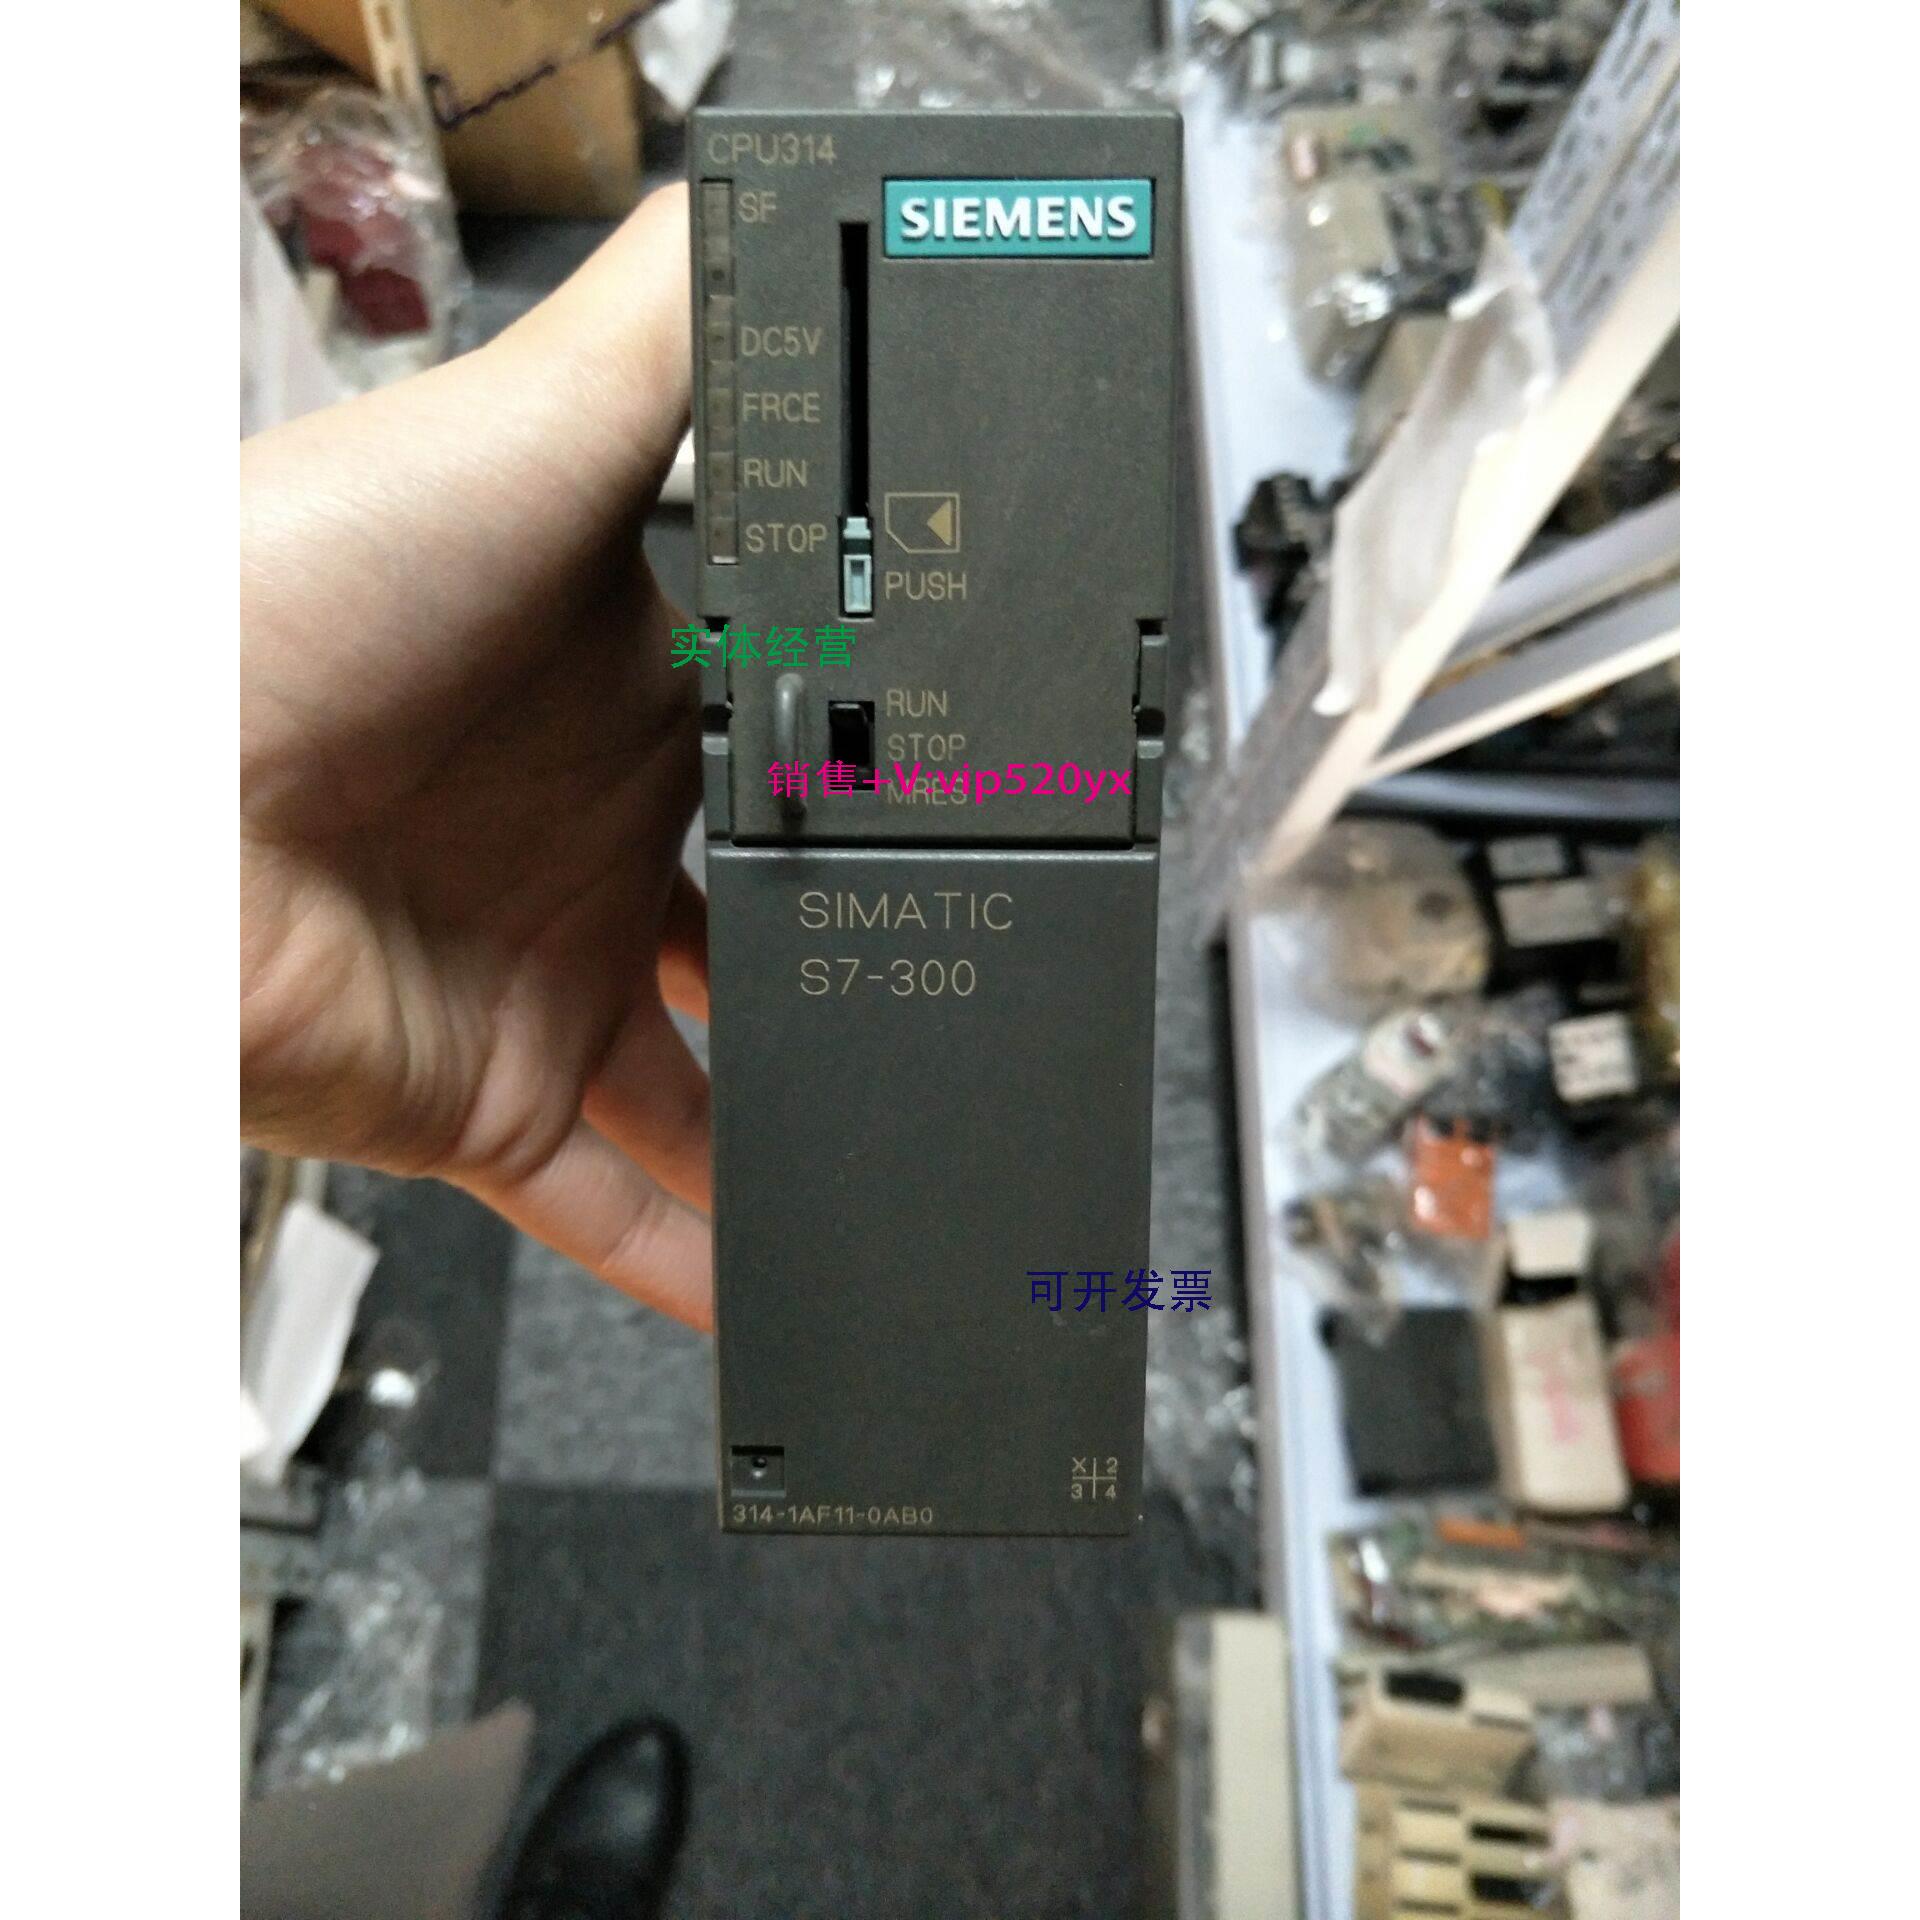 CPU314
SF
SIEMENS
DC5V
FRCE
RUN
STOP
PUSH
实体经营
RUN
STOP
销售+V:vip520yx
MRES
SIMATIC
S7-300
可开发票
X 2
3 4
314-1AF11-0AB0